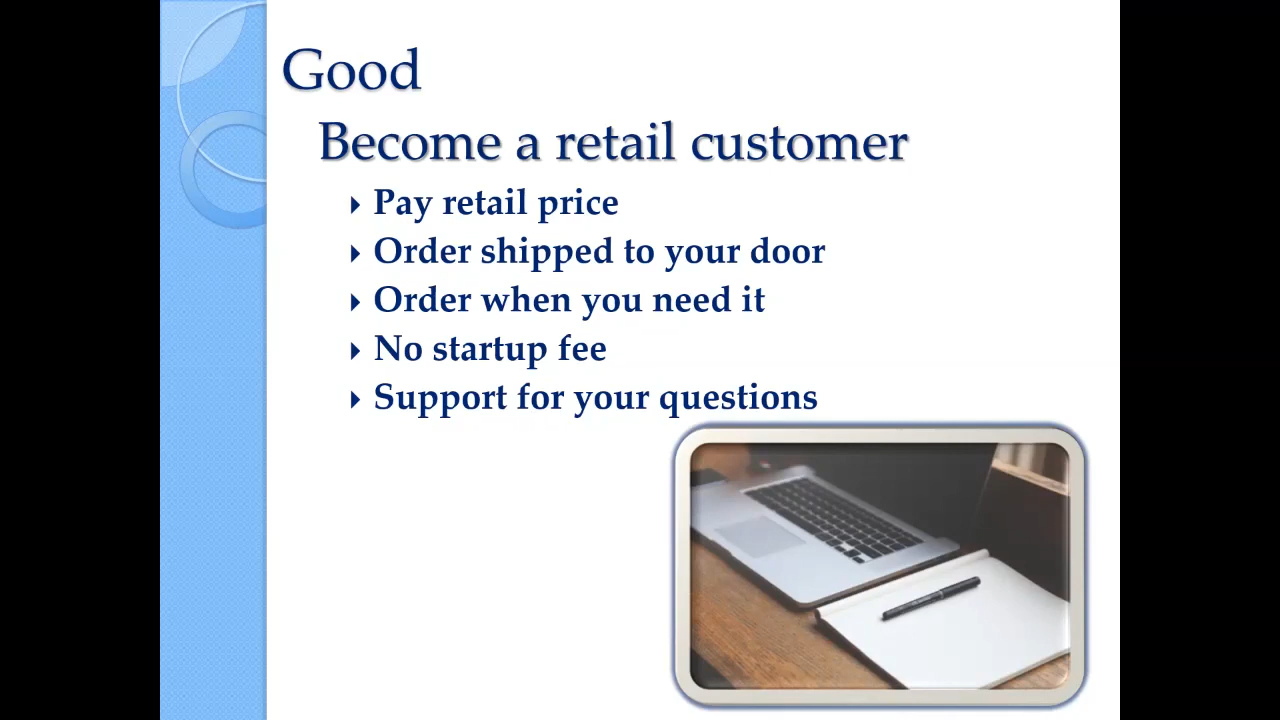 Good
Become a retail customer
Pay retail price
Order shipped to your door
Order when you need it
No startup fee
Support for your questions